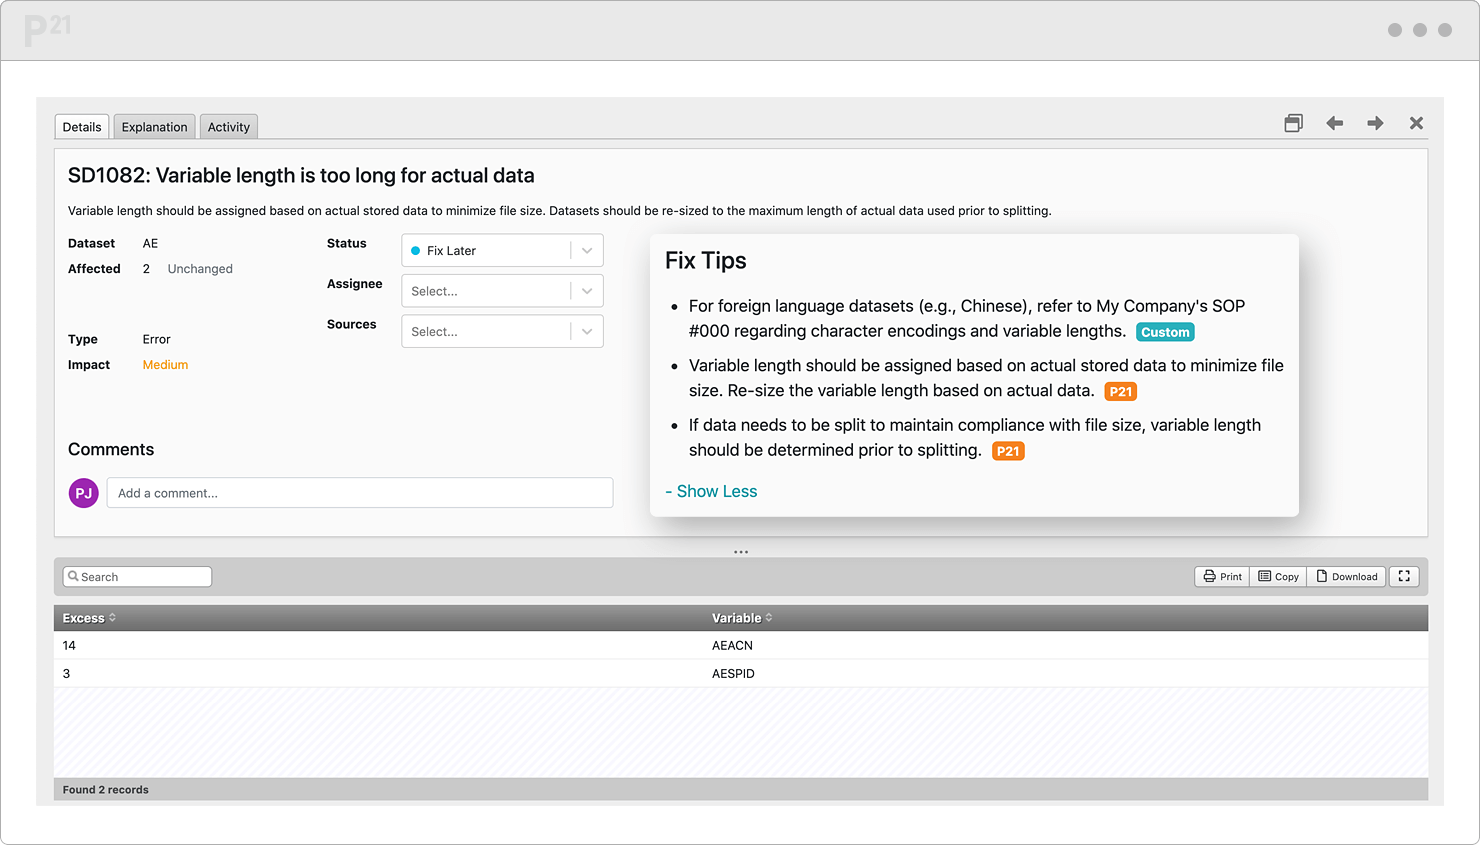 P21
Details Explanation Activity
SD1082: Variable length is too long for actual data
Variable length should be assigned based on actual stored data to minimize file size. Datasets should be re-sized to the maximum length of actual data used prior to splitting.
Dataset AE
Affected 2 Unchanged
Type Error
Impact Medium
Status Fix Later
Assignee Select...
Sources Select...
Comments
PJ Add a comment...
Fix Tips
• For foreign language datasets (e.g., Chinese), refer to My Company's SOP
#000 regarding character encodings and variable lengths. Custom
• Variable length should be assigned based on actual stored data to minimize file
size. Re-size the variable length based on actual data. P21
• If data needs to be split to maintain compliance with file size, variable length
should be determined prior to splitting. P21
- Show Less
Search Print Copy Download
Excess Variable
14 AEACN
3 AESPID
Found 2 records